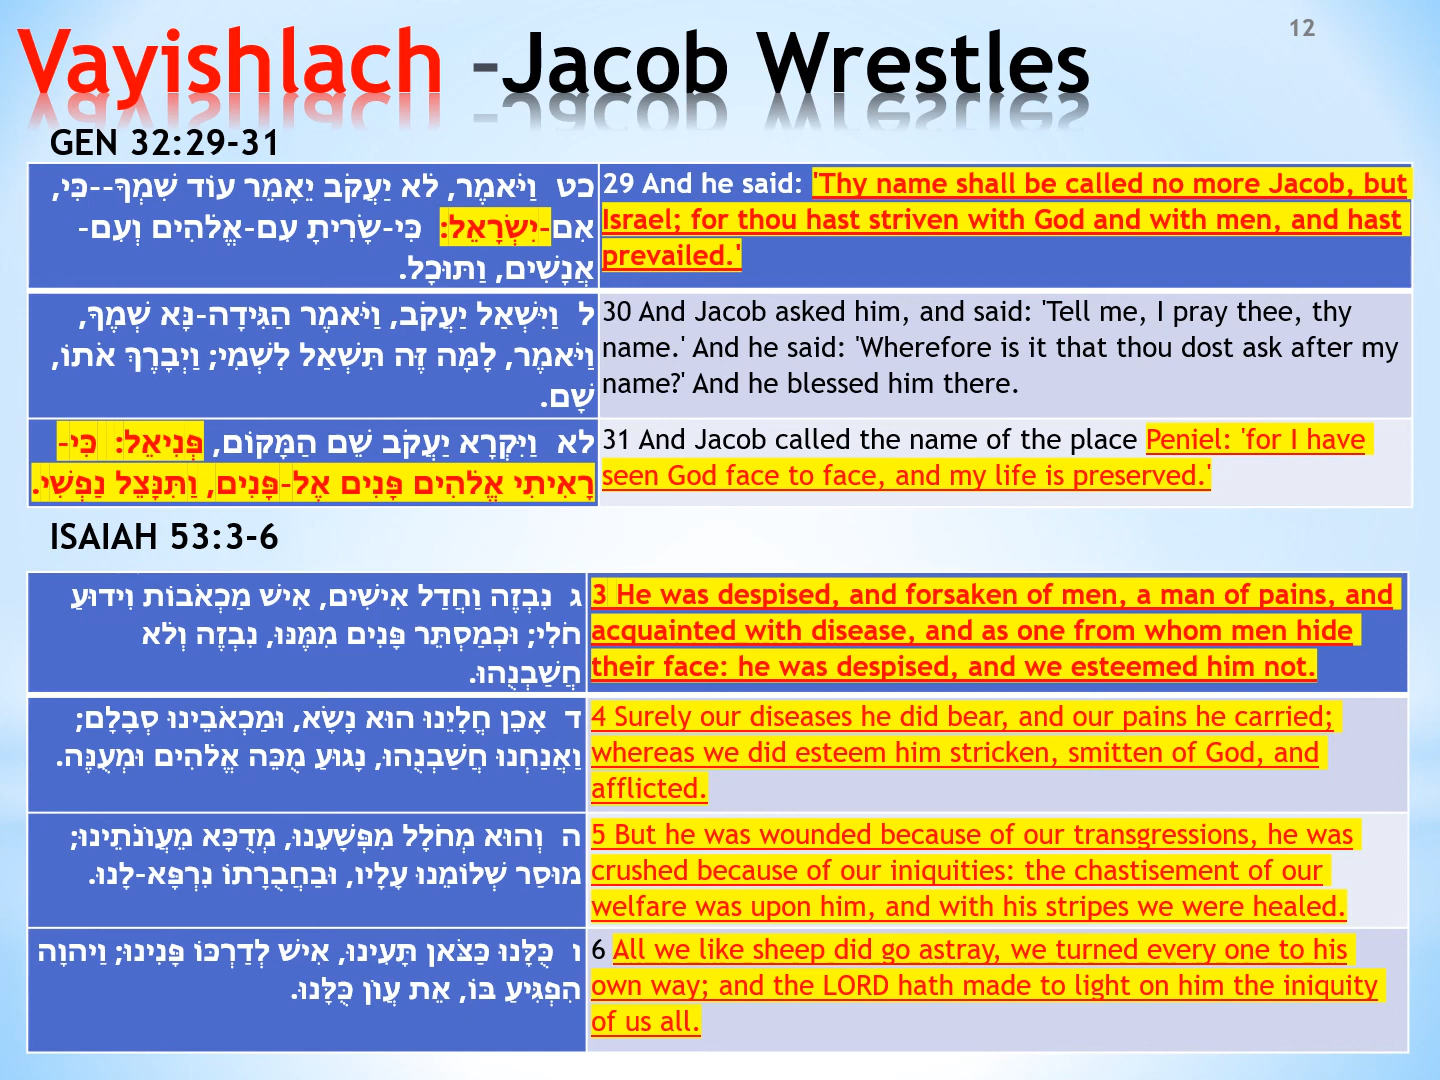 12
Vayishlach -Jacob Wrestles
GEN 32:29-31
כט  וַיֹּאמֶר, לֹא יַעֲקֹב יֵאָמֵר עוֹד שִׁמְךָ--כִּי,
אִם-יִשְׂרָאֵל:  כִּי-שָׂרִיתָ עִם-אֱלֹהִים וְעִם-
אֲנָשִׁים, וַתּוּכָל.
29 And he said: 'Thy name shall be called no more Jacob, but
Israel; for thou hast striven with God and with men, and hast
prevailed.'
ל  וַיִּשְׁאַל יַעֲקֹב, וַיֹּאמֶר הַגִּידָה-נָּא שְׁמֶךָ,
וַיֹּאמֶר, לָמָּה זֶּה תִּשְׁאַל לִשְׁמִי; וַיְבָרֶךְ אֹתוֹ,
שָׁם.
30 And Jacob asked him, and said: 'Tell me, I pray thee, thy
name.' And he said: 'Wherefore is it that thou dost ask after my
name?' And he blessed him there.
לא  וַיִּקְרָא יַעֲקֹב שֵׁם הַמָּקוֹם, פְּנִיאֵל:  כִּי-
רָאִיתִי אֱלֹהִים פָּנִים אֶל-פָּנִים, וַתִּנָּצֵל נַפְשִׁי.
31 And Jacob called the name of the place Peniel: 'for I have
seen God face to face, and my life is preserved.'
ISAIAH 53:3-6
ג  נִבְזֶה וַחֲדַל אִישִׁים, אִישׁ מַכְאֹבוֹת וִידוּעַ
חֹלִי; וּכְמַסְתֵּר פָּנִים מִמֶּנּוּ, נִבְזֶה וְלֹא
חֲשַׁבְנֻהוּ.
3 He was despised, and forsaken of men, a man of pains, and
acquainted with disease, and as one from whom men hide
their face: he was despised, and we esteemed him not.
ד  אָכֵן חֳלָיֵנוּ הוּא נָשָׂא, וּמַכְאֹבֵינוּ סְבָלָם;
וַאֲנַחְנוּ חֲשַׁבְנֻהוּ, נָגוּעַ מֻכֵּה אֱלֹהִים וּמְעֻנֶּה.
4 Surely our diseases he did bear, and our pains he carried;
whereas we did esteem him stricken, smitten of God, and
afflicted.
ה  וְהוּא מְחֹלָל מִפְּשָׁעֵנוּ, מְדֻכָּא מֵעֲו‍ֹנֹתֵינוּ;
מוּסַר שְׁלוֹמֵנוּ עָלָיו, וּבַחֲבֻרָתוֹ נִרְפָּא-לָנוּ.
5 But he was wounded because of our transgressions, he was
crushed because of our iniquities: the chastisement of our
welfare was upon him, and with his stripes we were healed.
ו  כֻּלָּנוּ כַּצֹּאן תָּעִינוּ, אִישׁ לְדַרְכּוֹ פָּנִינוּ; וַיהוָה
הִפְגִּיעַ בּוֹ, אֵת עֲו‍ֹן כֻּלָּנוּ.
6 All we like sheep did go astray, we turned every one to his
own way; and the LORD hath made to light on him the iniquity
of us all.